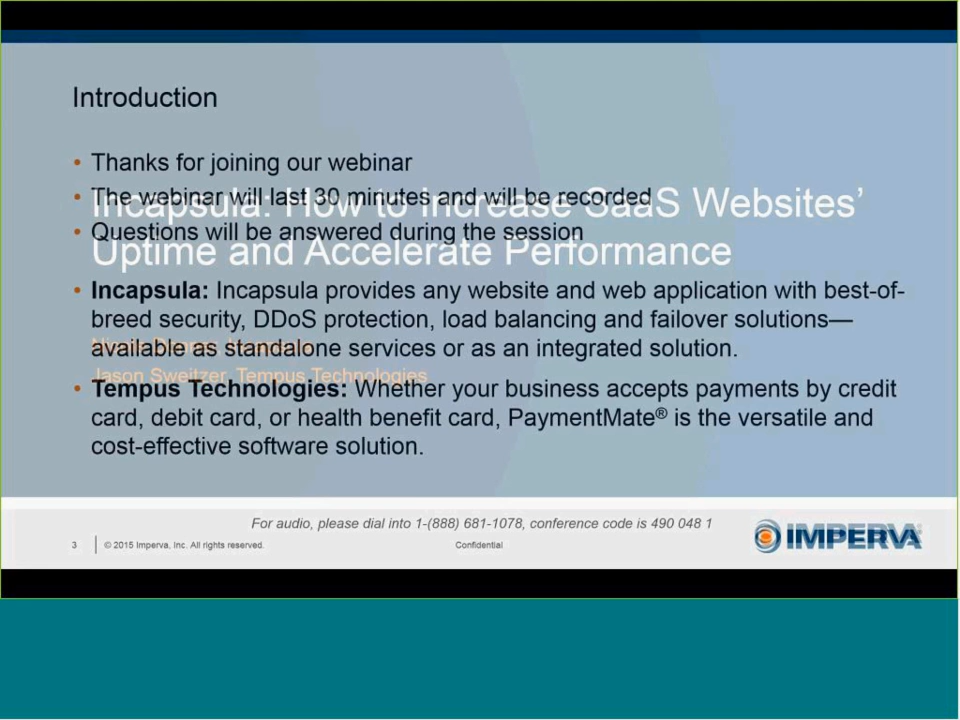 Introduction
• Thanks for joining our webinar
• The webinar will last 30 minutes and will be recorded
Incapsula: How to Increase SaaS Websites’
• Questions will be answered during the session
Uptime and Accelerate Performance
• Incapsula: Incapsula provides any website and web application with best-of-
breed security, DDoS protection, load balancing and failover solutions—
available as standalone services or as an integrated solution.
Jason Sweitzer, Tempus Technologies
• Tempus Technologies: Whether your business accepts payments by credit
card, debit card, or health benefit card, PaymentMate® is the versatile and
cost-effective software solution.
For audio, please dial into 1-(888) 681-1078, conference code is 490 048 1
3 © 2015 Imperva, Inc. All rights reserved. Confidential
IMPERVA